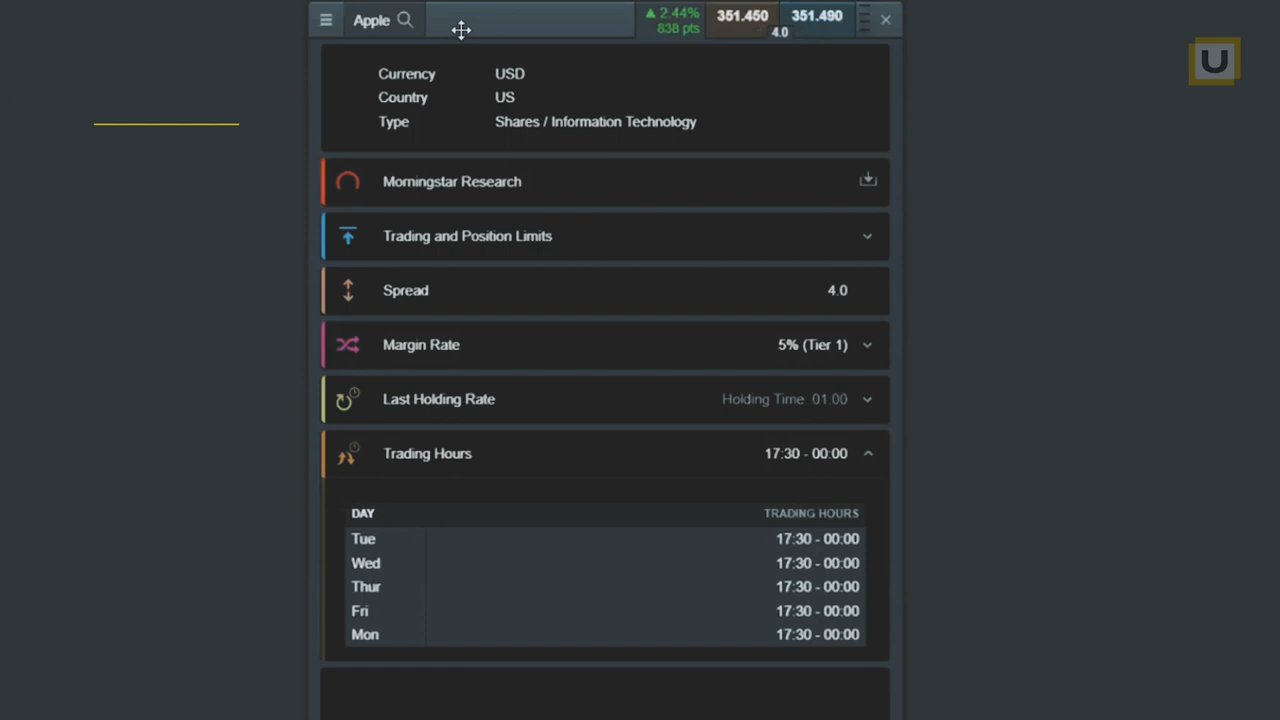 Apple
▲ 2.44%
838 pts
351.450
351.490
4.0
U
Currency USD
Country US
Type Shares / Information Technology
Morningstar Research
Trading and Position Limits
Spread 4.0
Margin Rate 5% (Tier 1)
Last Holding Rate Holding Time 01:00
Trading Hours 17:30 - 00:00
DAY TRADING HOURS
Tue 17:30 - 00:00
Wed 17:30 - 00:00
Thur 17:30 - 00:00
Fri 17:30 - 00:00
Mon 17:30 - 00:00